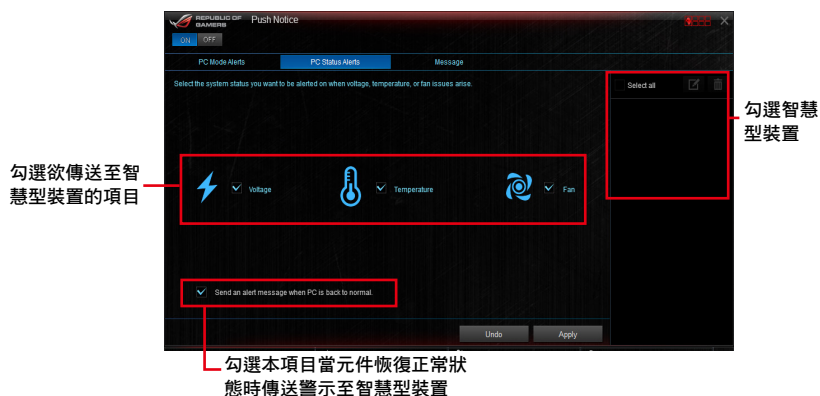 REPUBLIC OF
GAMERS
Push Notice
ON OFF
PC Mode Alerts PC Status Alerts Message
Select the system status you want to be alerted on when voltage, temperature, or fan issues arise.
Select all
勾選智慧
型裝置
勾選欲傳送至智
慧型裝置的項目
Voltage Temperature Fan
Send an alert message when PC is back to normal.
Undo Apply
勾選本項目當元件恢復正常狀
態時傳送警示至智慧型裝置